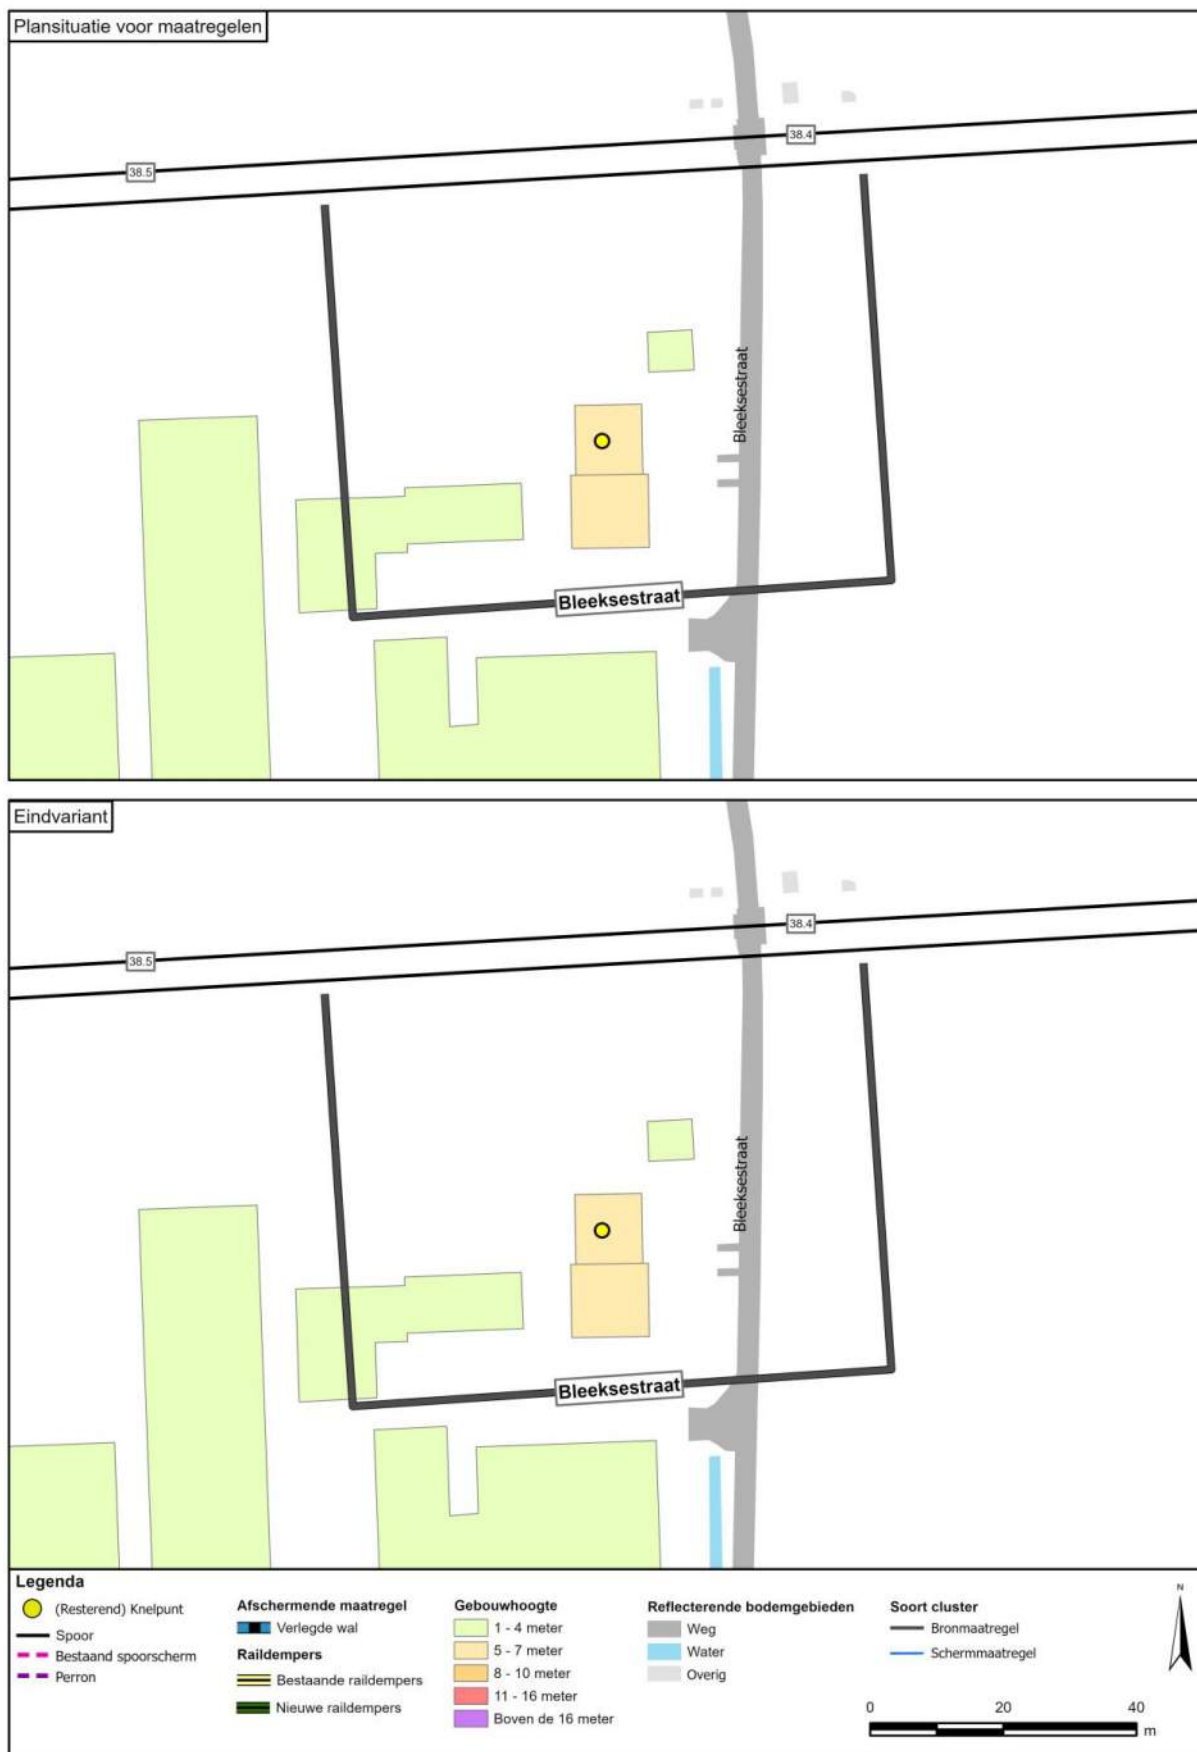 Plansituatie voor maatregelen
38.4
38.5
Bleeksestraat
Bleeksestraat
Eindvariant
38.4
38.5
Bleeksestraat
Bleeksestraat
Legenda
(Resterend) Knelpunt
Spoor
Bestaand spoorscherm
Perron
Afschermende maatregel
Verlegde wal
Raildempers
Bestaande raildempers
Nieuwe raildempers
Gebouwhoogte
1 - 4 meter
5 - 7 meter
8 - 10 meter
11 - 16 meter
Boven de 16 meter
Reflecterende bodemgebieden
Weg
Water
Overig
Soort cluster
Bronmaatregel
Schermmaatregel
N
0 20 40
m